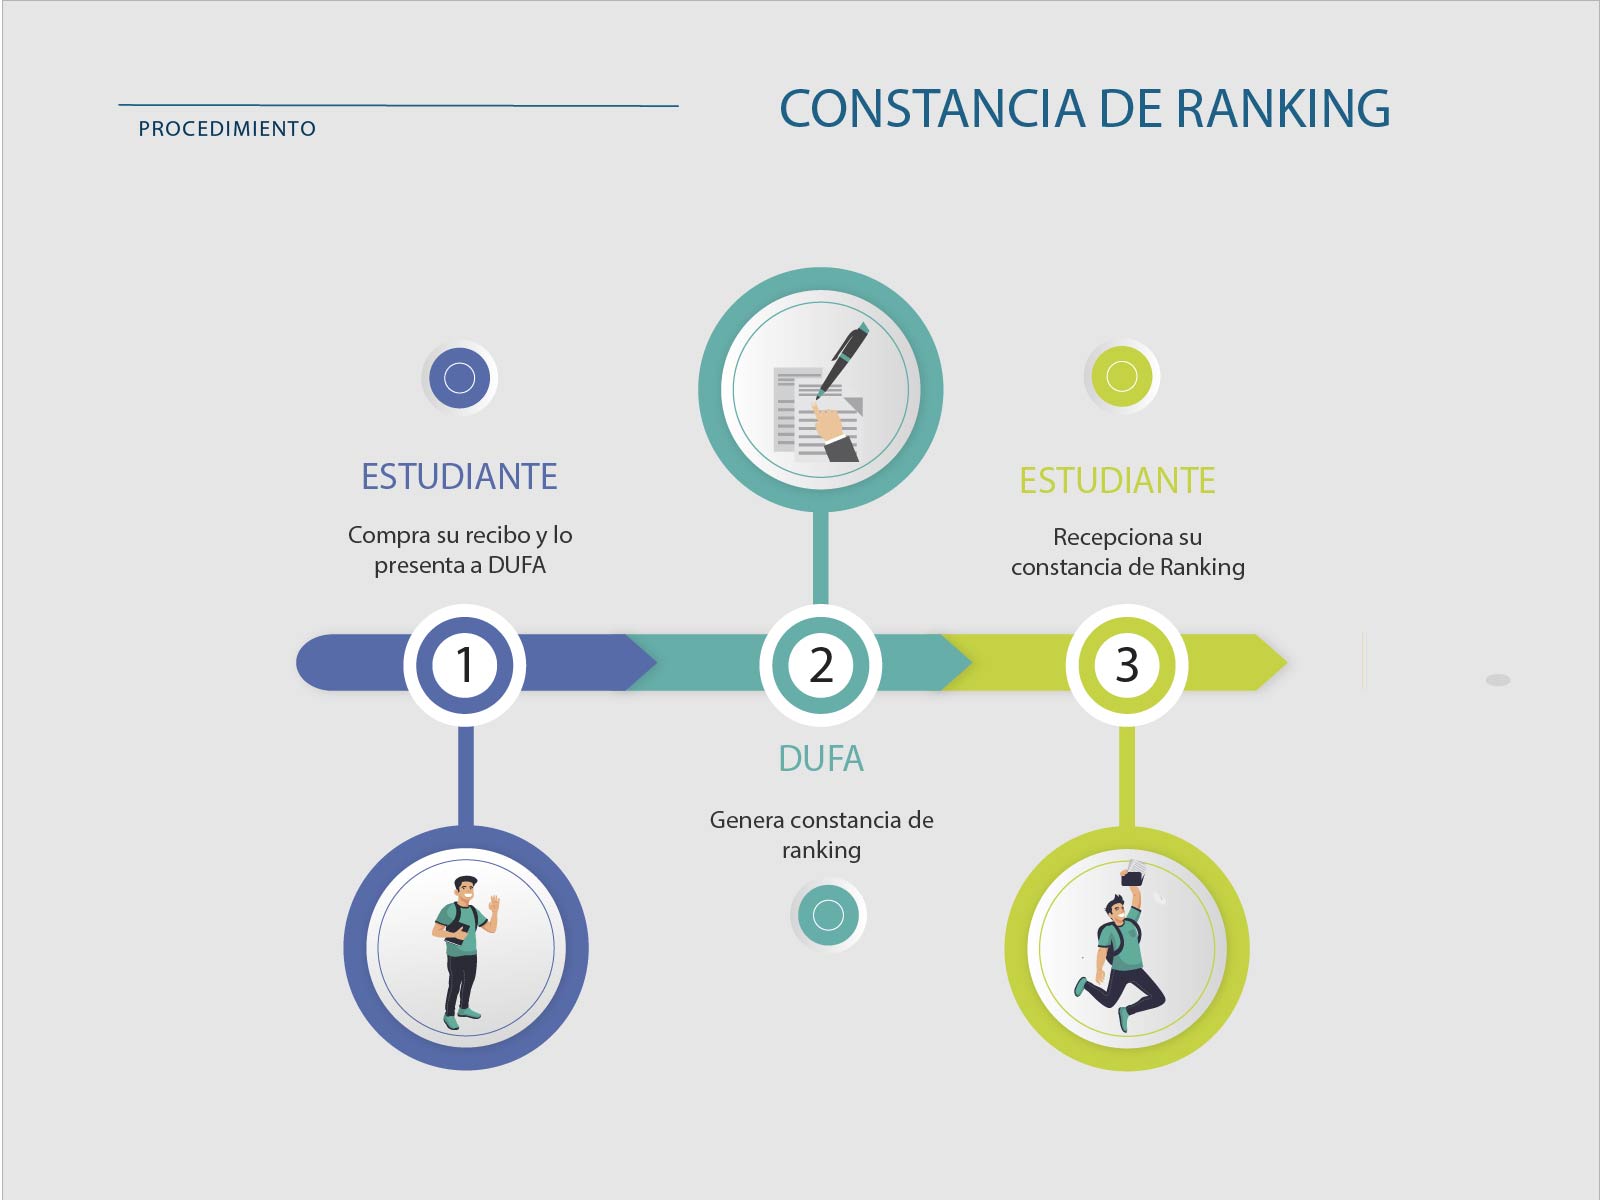 PROCEDIMIENTO
CONSTANCIA DE RANKING
ESTUDIANTE
Compra su recibo y lo
presenta a DUFA
ESTUDIANTE
Recepciona su
constancia de Ranking
1
2
3
DUFA
Genera constancia de
ranking